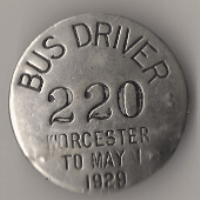 BUS DRIVER
220
WORCESTER
TO MAY 1
1929